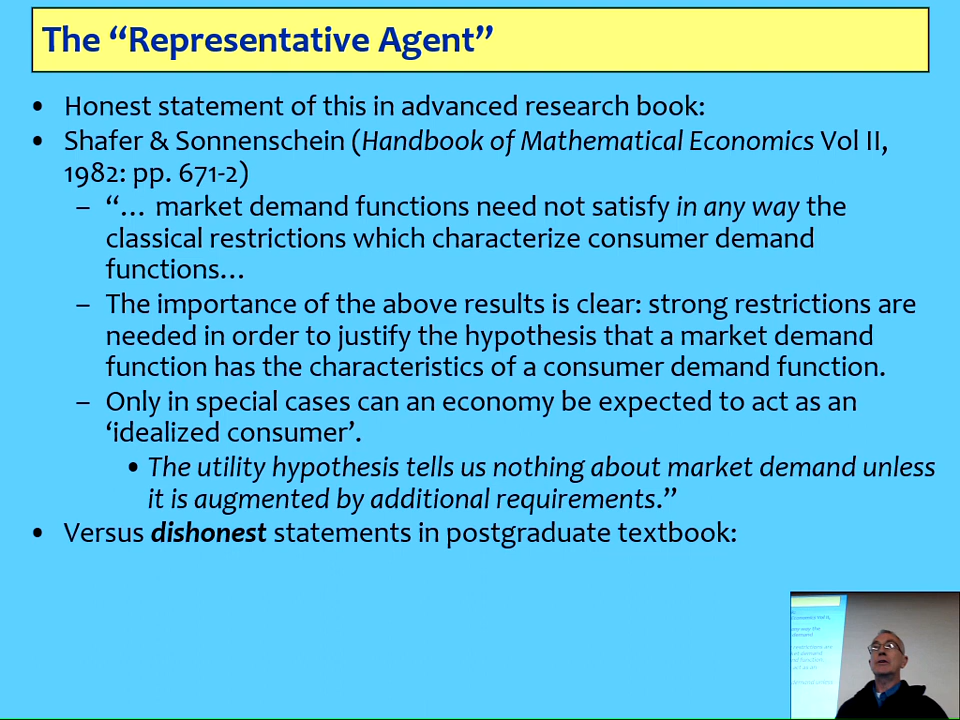 The “Representative Agent”
• Honest statement of this in advanced research book:
• Shafer & Sonnenschein (Handbook of Mathematical Economics Vol II,
1982: pp. 671-2)
– “… market demand functions need not satisfy in any way the
classical restrictions which characterize consumer demand
functions…
– The importance of the above results is clear: strong restrictions are
needed in order to justify the hypothesis that a market demand
function has the characteristics of a consumer demand function.
– Only in special cases can an economy be expected to act as an
‘idealized consumer’.
• The utility hypothesis tells us nothing about market demand unless
it is augmented by additional requirements.”
• Versus dishonest statements in postgraduate textbook: